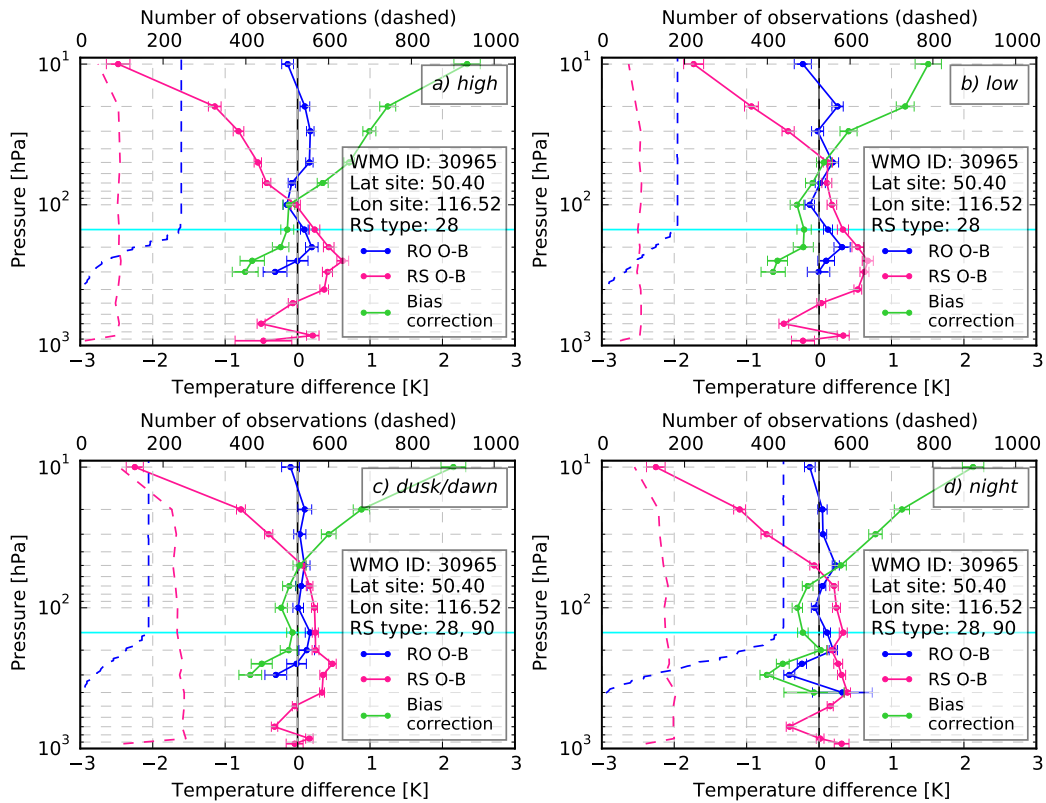 Number of observations (dashed)
0 200 400 600 800 1000
10¹
10²
10³
Pressure [hPa]
a) high
WMO ID: 30965
Lat site: 50.40
Lon site: 116.52
RS type: 28
RO O-B
RS O-B
Bias
correction
−3 −2 −1 0 1 2 3
Temperature difference [K]
Number of observations (dashed)
0 200 400 600 800 1000
10¹
10²
10³
Pressure [hPa]
b) low
WMO ID: 30965
Lat site: 50.40
Lon site: 116.52
RS type: 28
RO O-B
RS O-B
Bias
correction
−3 −2 −1 0 1 2 3
Temperature difference [K]
Number of observations (dashed)
0 200 400 600 800 1000
10¹
10²
10³
Pressure [hPa]
c) dusk/dawn
WMO ID: 30965
Lat site: 50.40
Lon site: 116.52
RS type: 28, 90
RO O-B
RS O-B
Bias
correction
−3 −2 −1 0 1 2 3
Temperature difference [K]
Number of observations (dashed)
0 200 400 600 800 1000
10¹
10²
10³
Pressure [hPa]
d) night
WMO ID: 30965
Lat site: 50.40
Lon site: 116.52
RS type: 28, 90
RO O-B
RS O-B
Bias
correction
−3 −2 −1 0 1 2 3
Temperature difference [K]